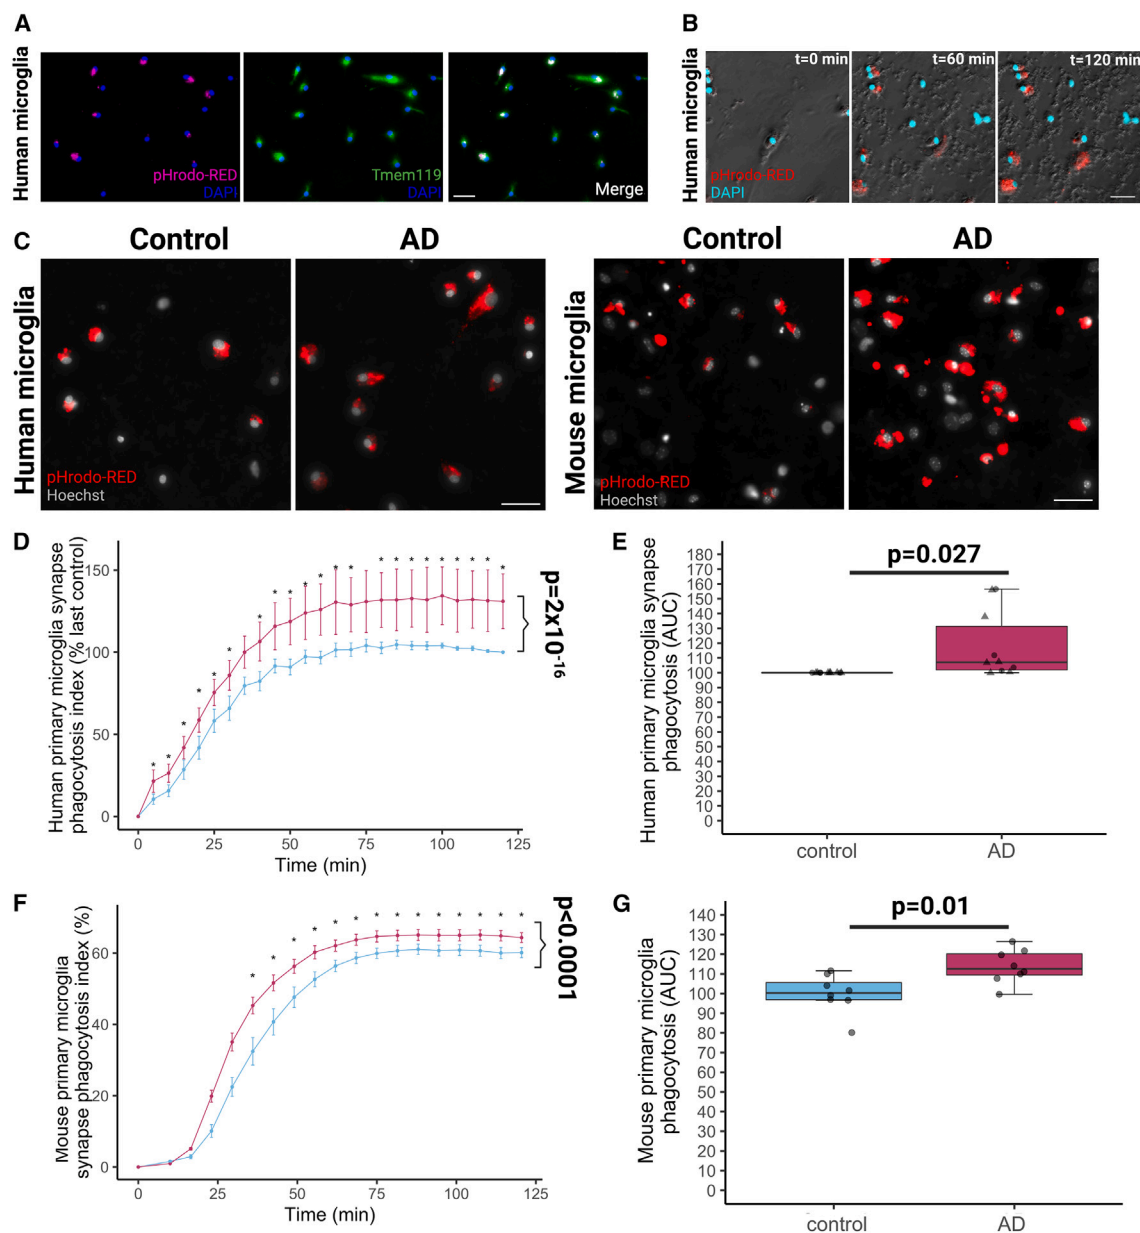 A
Human microglia
pHrodo-RED
DAPI
Tmem119
DAPI
Merge
B
Human microglia
t=0 min
t=60 min
t=120 min
pHrodo-RED
DAPI
C
Control
AD
Human microglia
pHrodo-RED
Hoechst
Control
AD
Mouse microglia
pHrodo-RED
Hoechst
D
Human primary microglia synapse
phagocytosis index (% last control)
150
100
50
0
0
25
50
75
100
125
Time (min)
* * * * * * * * * * * * * * * * * * * * * * *
p=2x10-16
E
Human primary microglia synapse
phagocytosis (AUC)
180
170
160
150
140
130
120
110
100
90
80
70
60
50
40
30
20
10
0
p=0.027
control
AD
F
Mouse primary microglia
synapse phagocytosis index (%)
60
40
20
0
0
25
50
75
100
125
Time (min)
* * * * * * * * * * * * * *
p<0.0001
G
Mouse primary microglia
phagocytosis (AUC)
140
130
120
110
100
90
80
70
60
50
40
30
20
10
0
p=0.01
control
AD